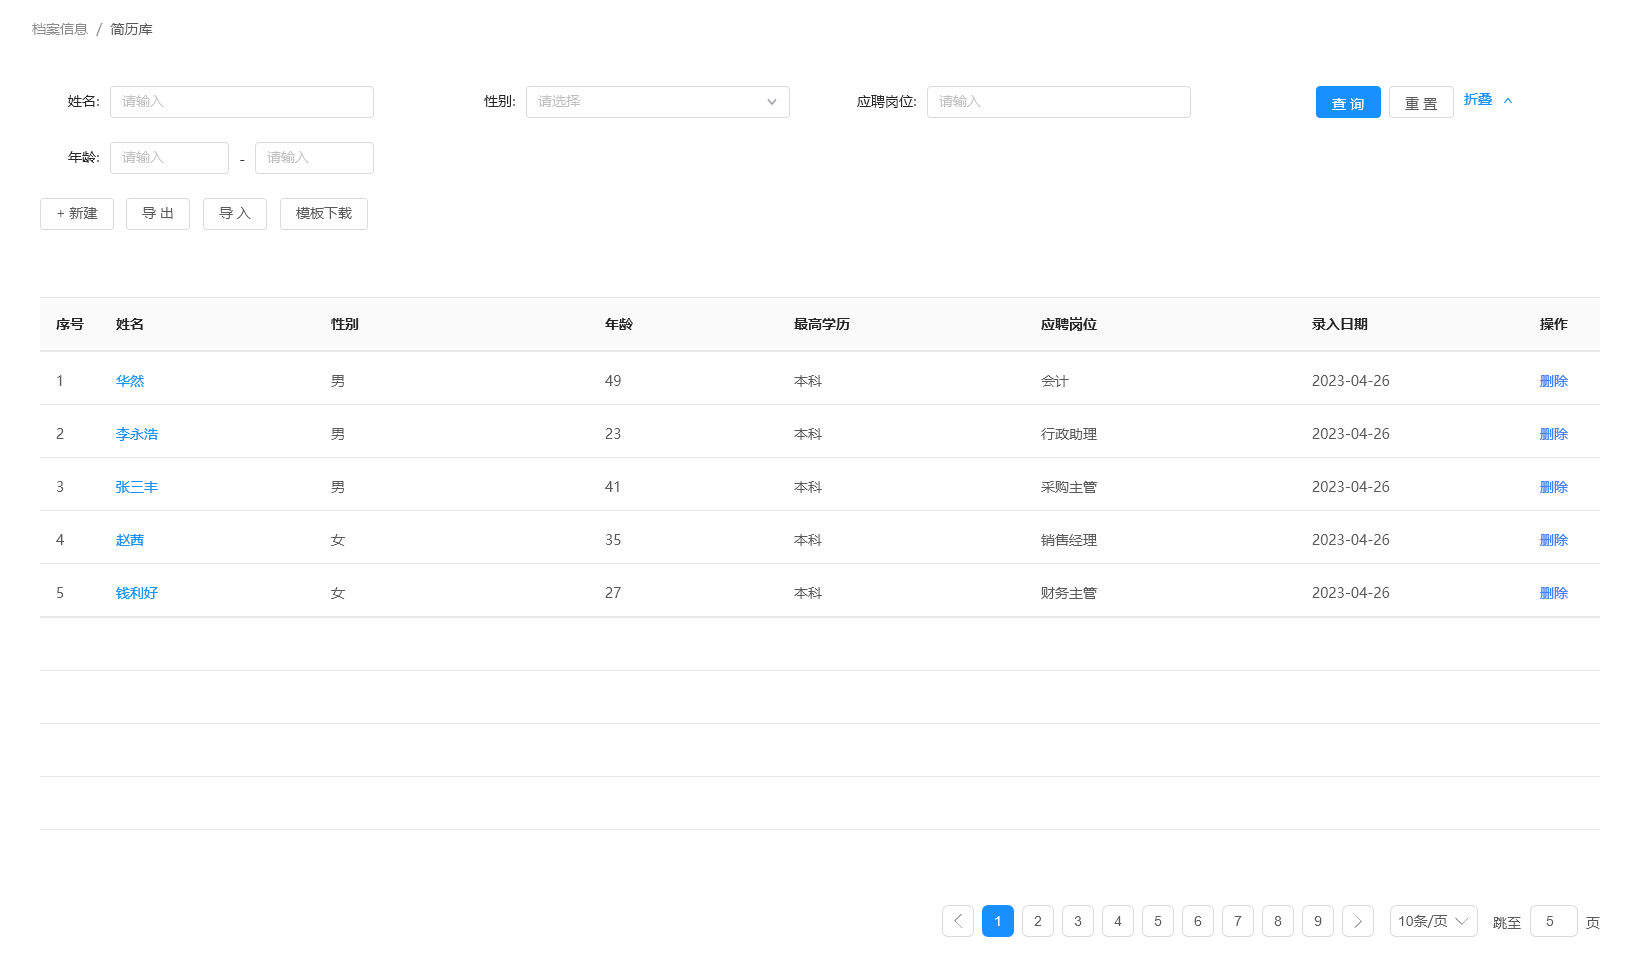 档案信息 / 简历库
姓名: 请输入 性别: 请选择 应聘岗位: 请输入 查 询 重 置 折叠
年龄: 请输入 - 请输入
+ 新建 导 出 导 入 模板下载
序号 姓名 性别 年龄 最高学历 应聘岗位 录入日期 操作
1 华然 男 49 本科 会计 2023-04-26 删除
2 李永浩 男 23 本科 行政助理 2023-04-26 删除
3 张三丰 男 41 本科 采购主管 2023-04-26 删除
4 赵茜 女 35 本科 销售经理 2023-04-26 删除
5 钱利好 女 27 本科 财务主管 2023-04-26 删除
1 2 3 4 5 6 7 8 9 10条/页 跳至 5 页